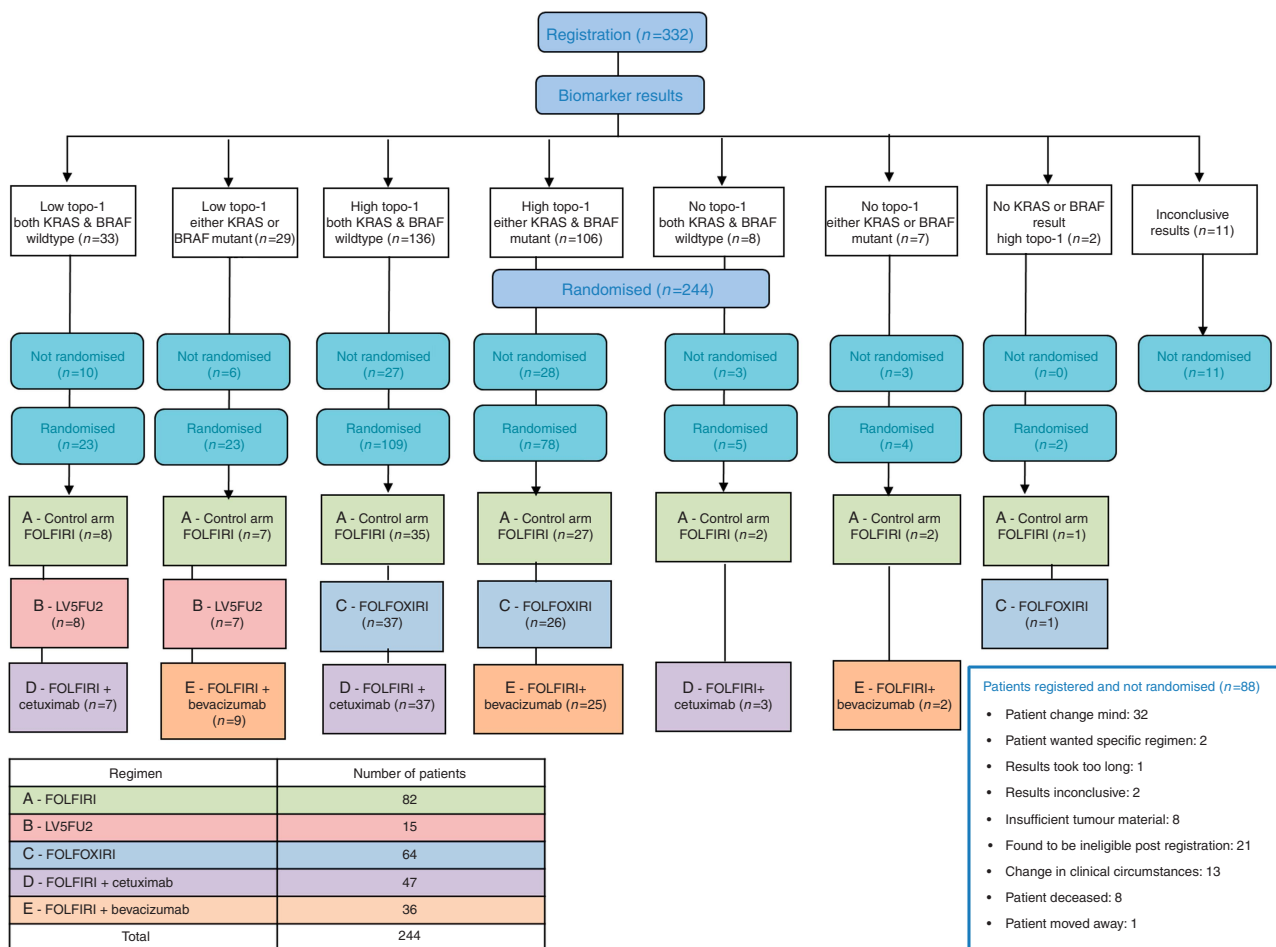 Registration (n=332)
Biomarker results
Low topo-1
both KRAS & BRAF
wildtype (n=33)
Low topo-1
either KRAS or
BRAF mutant (n=29)
High topo-1
both KRAS & BRAF
wildtype (n=136)
High topo-1
either KRAS & BRAF
mutant (n=106)
No topo-1
both KRAS & BRAF
wildtype (n=8)
No topo-1
either KRAS or BRAF
mutant (n=7)
No KRAS or BRAF
result
high topo-1 (n=2)
Inconclusive
results (n=11)
Randomised (n=244)
Not randomised
(n=10)
Not randomised
(n=6)
Not randomised
(n=27)
Not randomised
(n=28)
Not randomised
(n=3)
Not randomised
(n=3)
Not randomised
(n=0)
Not randomised
(n=11)
Randomised
(n=23)
Randomised
(n=23)
Randomised
(n=109)
Randomised
(n=78)
Randomised
(n=5)
Randomised
(n=4)
Randomised
(n=2)
A - Control arm
FOLFIRI (n=8)
A - Control arm
FOLFIRI (n=7)
A - Control arm
FOLFIRI (n=35)
A - Control arm
FOLFIRI (n=27)
A - Control arm
FOLFIRI (n=2)
A - Control arm
FOLFIRI (n=2)
A - Control arm
FOLFIRI (n=1)
B - LV5FU2
(n=8)
B - LV5FU2
(n=7)
C - FOLFOXIRI
(n=37)
C - FOLFOXIRI
(n=26)
C - FOLFOXIRI
(n=1)
D - FOLFIRI +
cetuximab (n=7)
E - FOLFIRI +
bevacizumab
(n=9)
D - FOLFIRI +
cetuximab (n=37)
E - FOLFIRI+
bevacizumab (n=25)
D - FOLFIRI+
cetuximab (n=3)
E - FOLFIRI+
bevacizumab (n=2)
Patients registered and not randomised (n=88)
• Patient change mind: 32
• Patient wanted specific regimen: 2
• Results took too long: 1
• Results inconclusive: 2
• Insufficient tumour material: 8
• Found to be ineligible post registration: 21
• Change in clinical circumstances: 13
• Patient deceased: 8
• Patient moved away: 1
Regimen Number of patients
A - FOLFIRI 82
B - LV5FU2 15
C - FOLFOXIRI 64
D - FOLFIRI + cetuximab 47
E - FOLFIRI + bevacizumab 36
Total 244